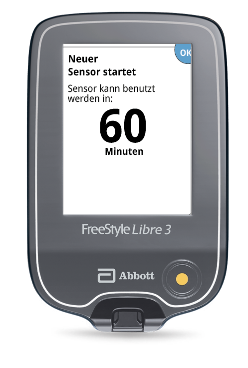 OK
Neuer
Sensor startet
Sensor kann benutzt
werden in:
60
Minuten
FreeStyle Libre 3
Abbott